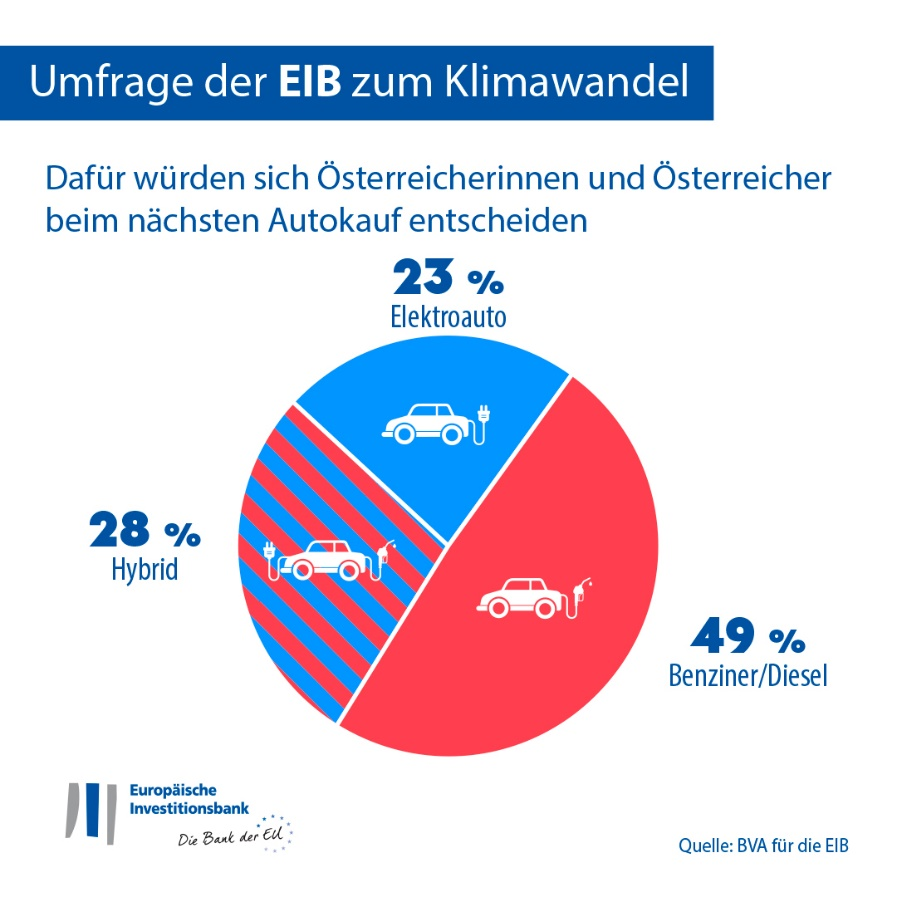 Umfrage der EIB zum Klimawandel
Dafür würden sich Österreicherinnen und Österreicher
beim nächsten Autokauf entscheiden
23 %
Elektroauto
28 %
Hybrid
49 %
Benziner/Diesel
Europäische
Investitionsbank
Die Bank der EU
Quelle: BVA für die EIB